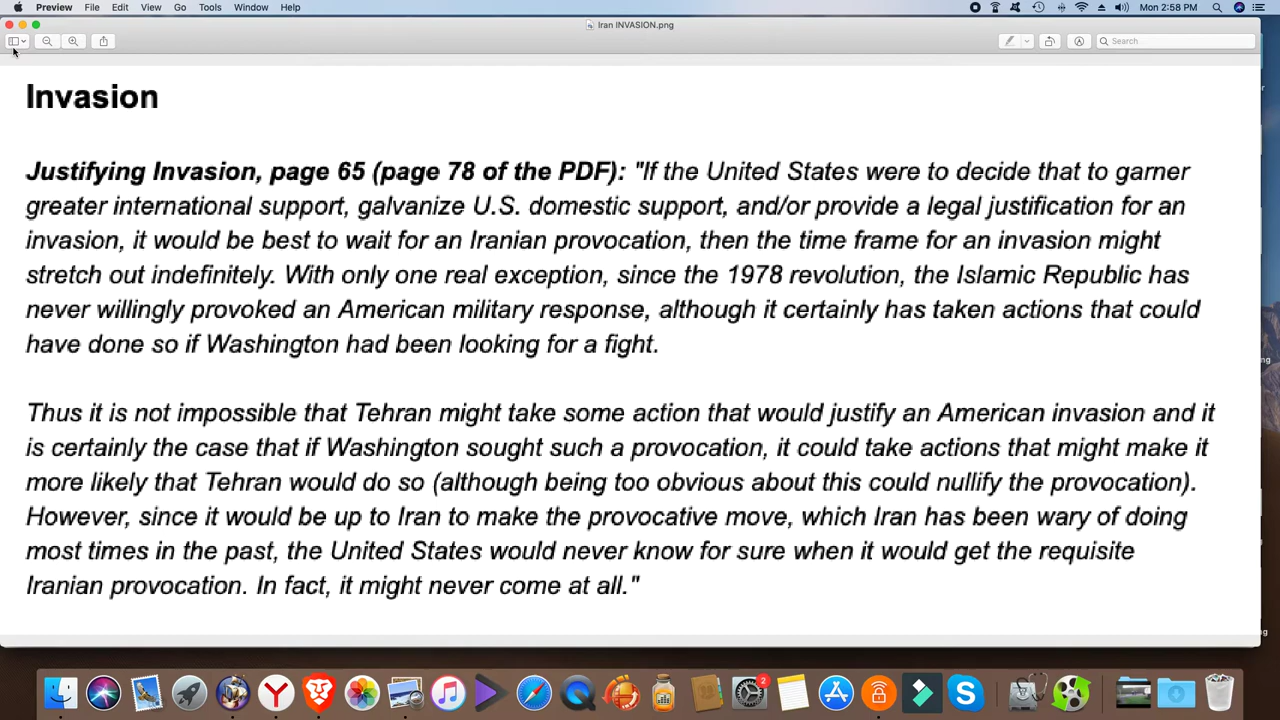 Preview File Edit View Go Tools Window Help Mon 2:58 PM
Iran INVASION.png
Search
Invasion
Justifying Invasion, page 65 (page 78 of the PDF): "If the United States were to decide that to garner
greater international support, galvanize U.S. domestic support, and/or provide a legal justification for an
invasion, it would be best to wait for an Iranian provocation, then the time frame for an invasion might
stretch out indefinitely. With only one real exception, since the 1978 revolution, the Islamic Republic has
never willingly provoked an American military response, although it certainly has taken actions that could
have done so if Washington had been looking for a fight.
Thus it is not impossible that Tehran might take some action that would justify an American invasion and it
is certainly the case that if Washington sought such a provocation, it could take actions that might make it
more likely that Tehran would do so (although being too obvious about this could nullify the provocation).
However, since it would be up to Iran to make the provocative move, which Iran has been wary of doing
most times in the past, the United States would never know for sure when it would get the requisite
Iranian provocation. In fact, it might never come at all."
2